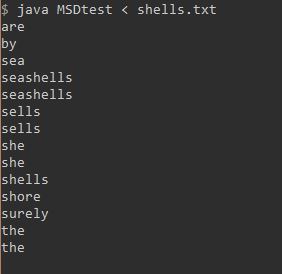 $ java MSDtest < shells.txt
are
by
sea
seashells
seashells
sells
sells
she
she
shells
shore
surely
the
the